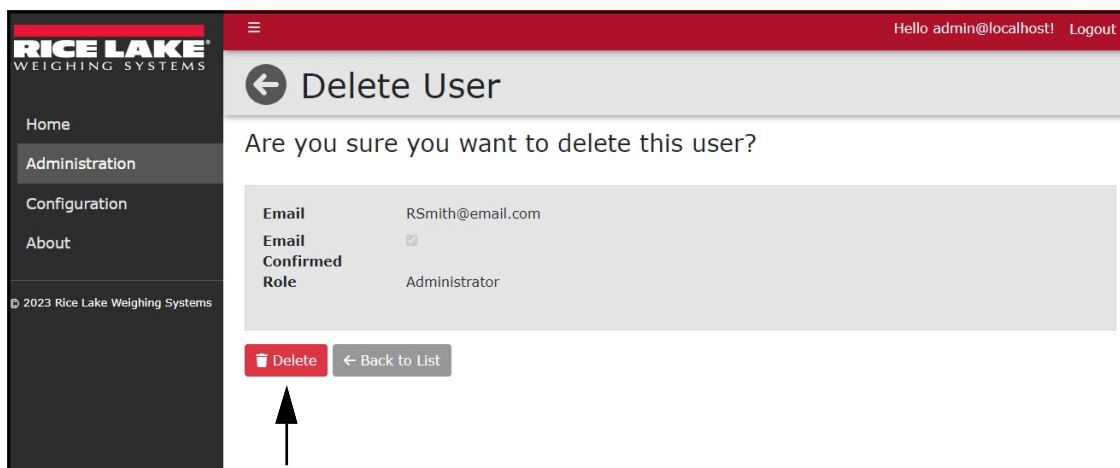 RICE LAKE
WEIGHING SYSTEMS
Home
Administration
Configuration
About
© 2023 Rice Lake Weighing Systems
Hello admin@localhost! Logout
Delete User
Are you sure you want to delete this user?
Email RSmith@email.com
Email
Confirmed
Role Administrator
Delete ← Back to List